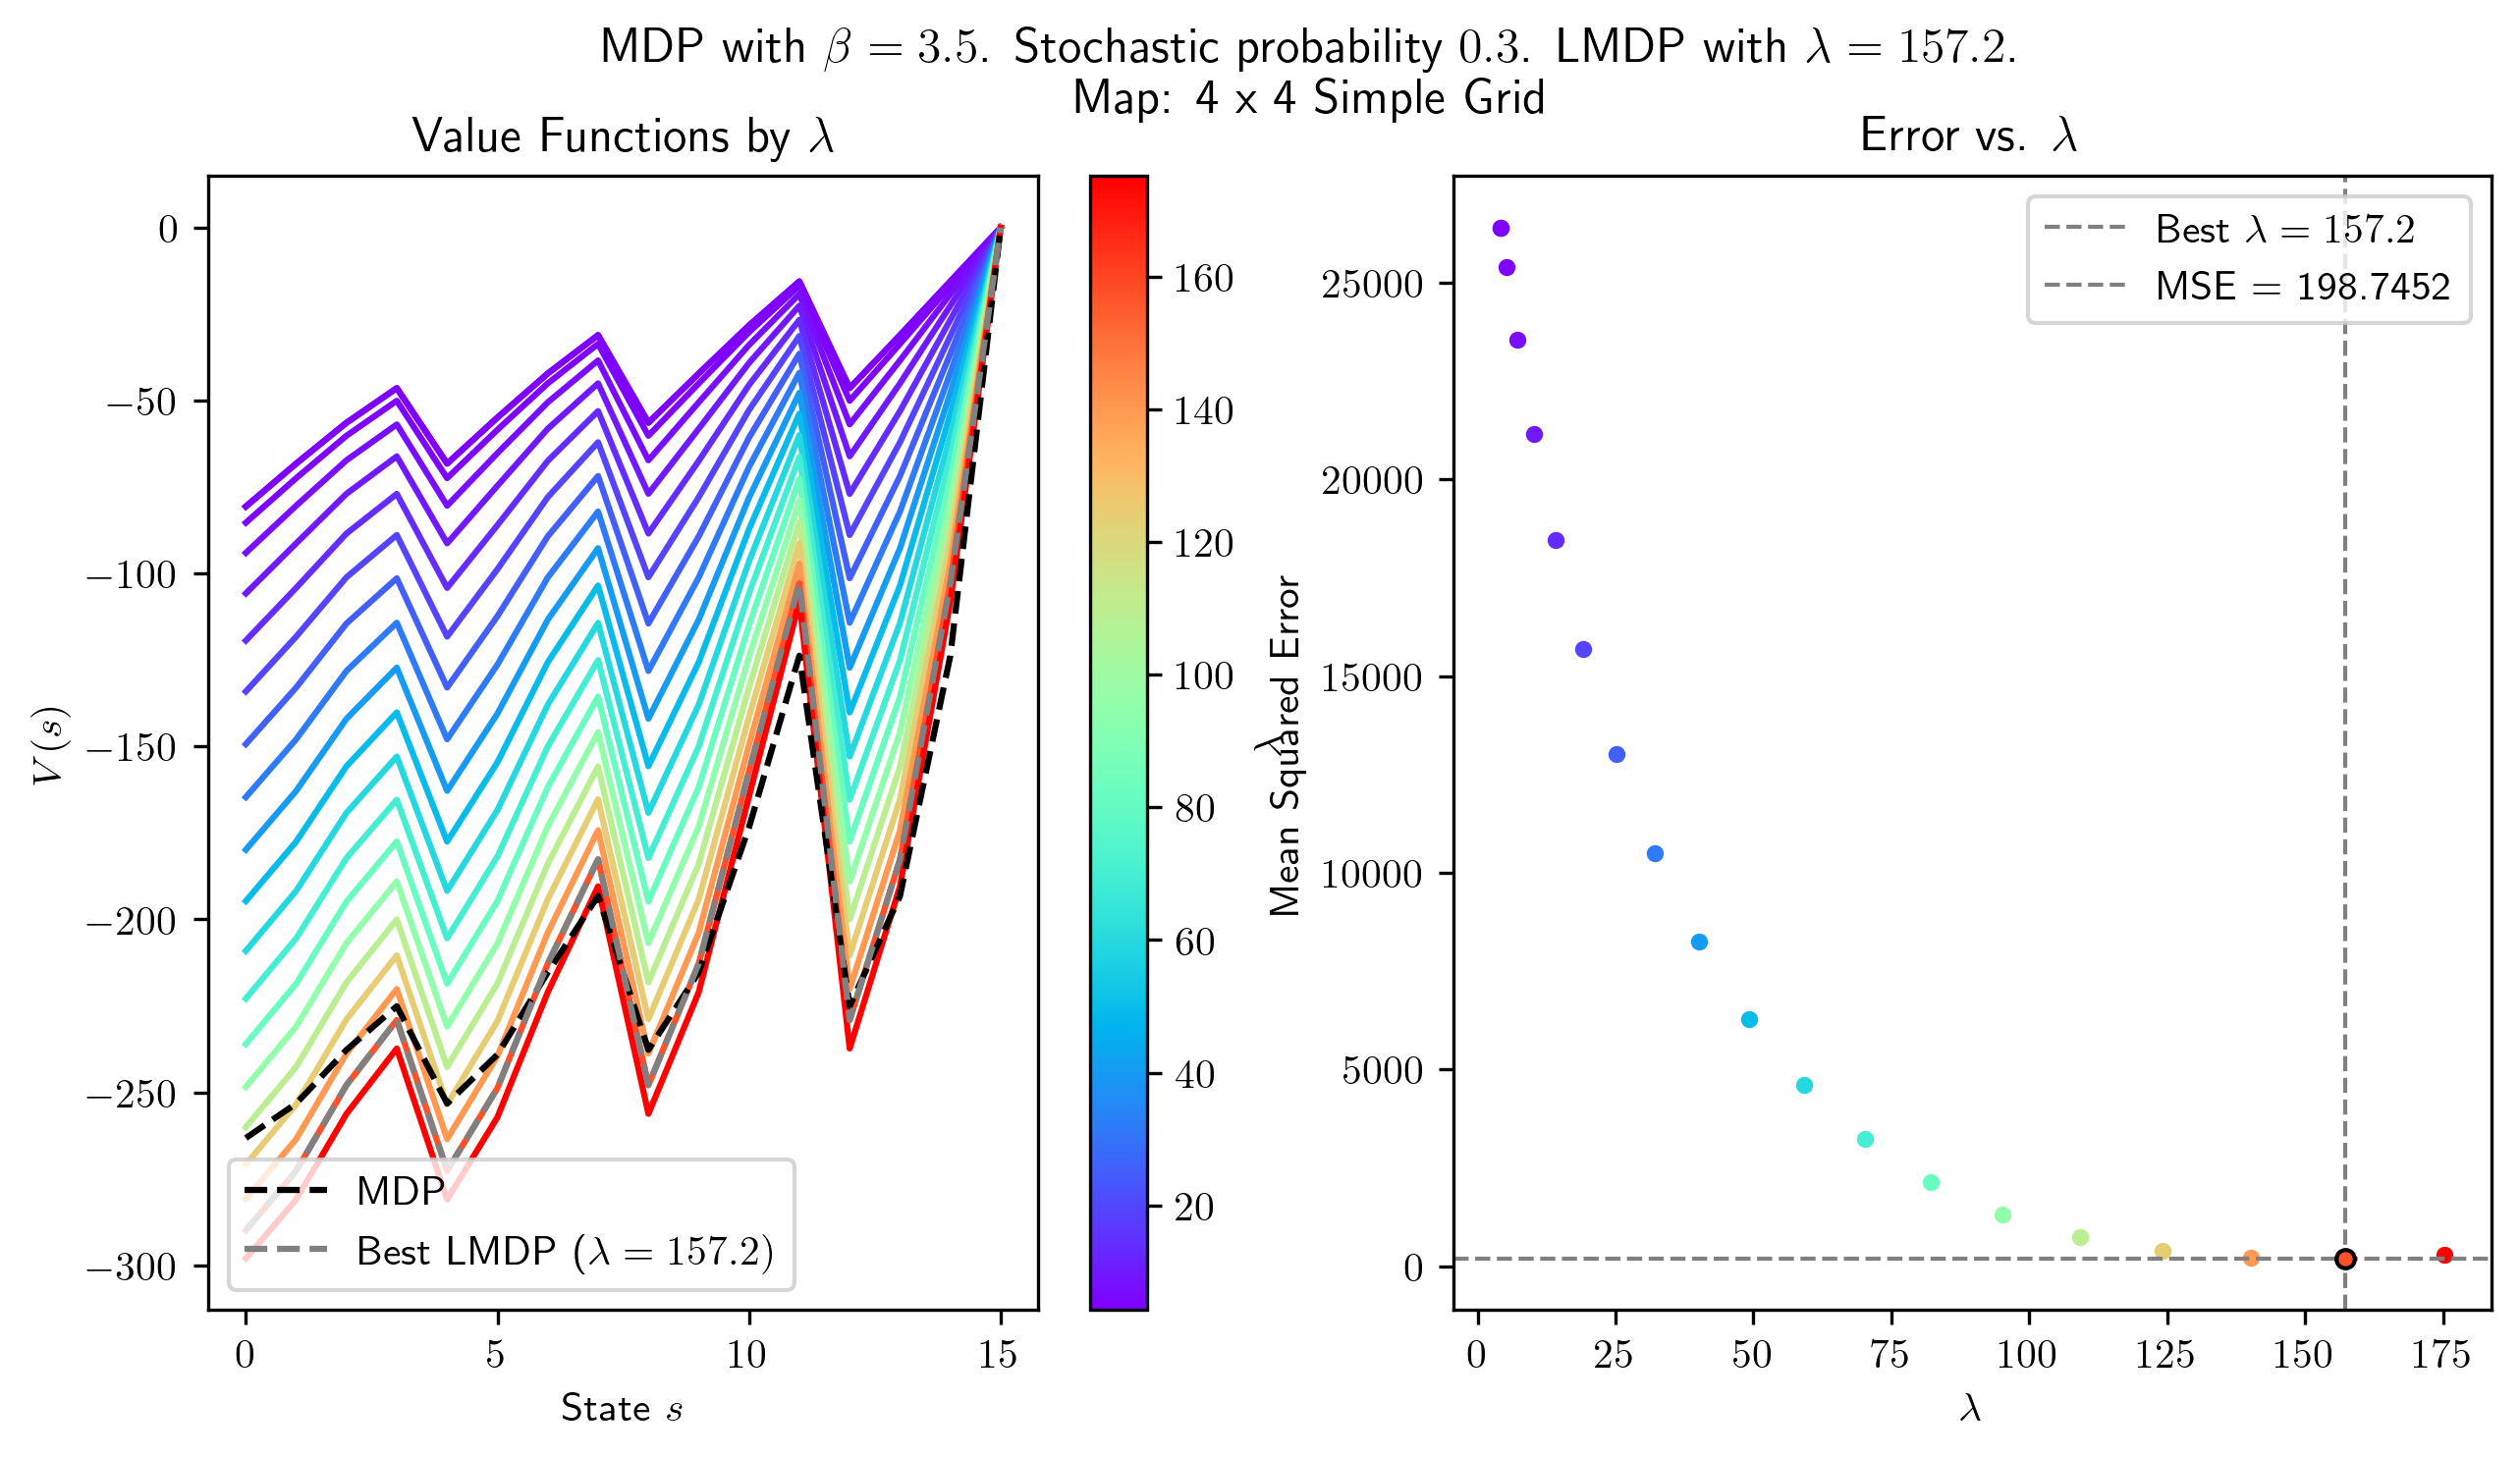 MDP with β = 3.5. Stochastic probability 0.3. LMDP with λ = 157.2.
Map: 4 x 4 Simple Grid
Value Functions by λ
0
−50
−100
−150
−200
−250
−300
V(s)
MDP
Best LMDP (λ = 157.2)
0 5 10 15
State s
160
140
120
100
80
60
40
20
λ
Error vs. λ
Best λ = 157.2
MSE = 198.7452
25000
20000
15000
10000
5000
0
Mean Squared Error
0 25 50 75 100 125 150 175
λ